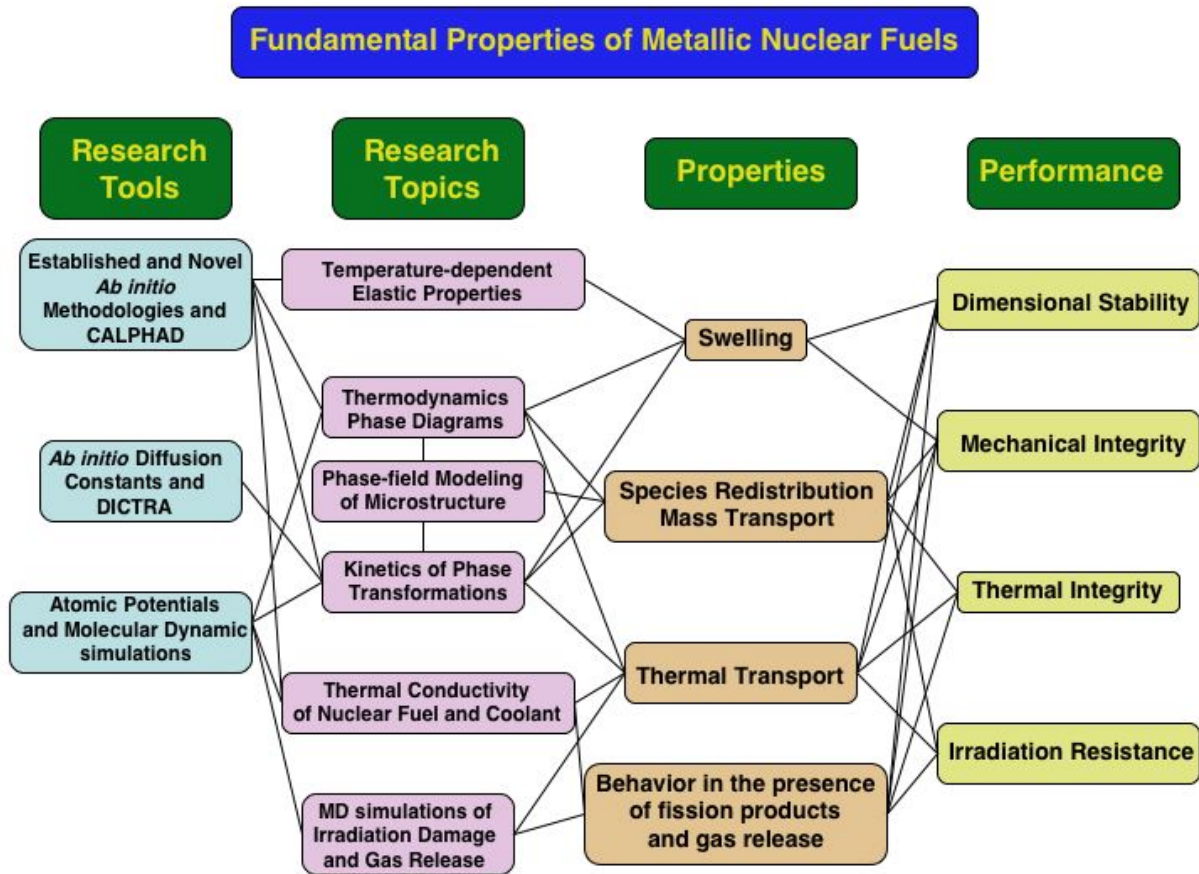 Fundamental Properties of Metallic Nuclear Fuels
Research
Tools
Research
Topics
Properties
Performance
Established and Novel
Ab initio
Methodologies and
CALPHAD
Ab initio Diffusion
Constants and
DICTRA
Atomic Potentials
and Molecular Dynamic
simulations
Temperature-dependent
Elastic Properties
Thermodynamics
Phase Diagrams
Phase-field Modeling
of Microstructure
Kinetics of Phase
Transformations
Thermal Conductivity
of Nuclear Fuel and Coolant
MD simulations of
Irradiation Damage
and Gas Release
Swelling
Species Redistribution
Mass Transport
Thermal Transport
Behavior in the presence
of fission products
and gas release
Dimensional Stability
Mechanical Integrity
Thermal Integrity
Irradiation Resistance